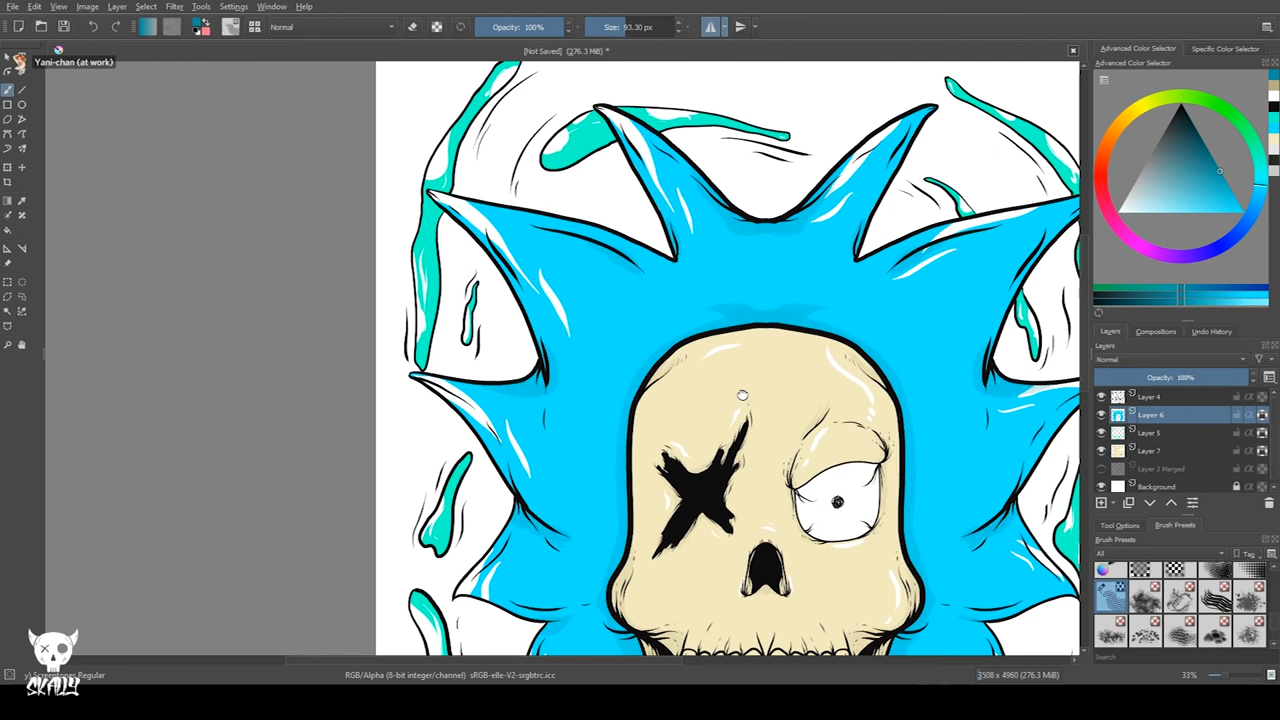 File Edit View Image Layer Select Filter Tools Settings Window Help
Normal Opacity: 100% Size: 93.30 px
[Not Saved] (276.3 MiB) *
Yani-chan (at work)
Advanced Color Selector Specific Color Selector
Advanced Color Selector
Layers Compositions Undo History
Layers
Normal
Opacity: 100%
Layer 4
Layer 6
Layer 5
Layer 7
Layer 3 Merged
Background
Tool Options Brush Presets
Brush Presets
All Tag
Search
y) Screentones Regular RGB/Alpha (8-bit integer/channel) sRGB-elle-V2-srgbtrc.icc 3508 x 4960 (276.3 MiB) 33%
SKALLY